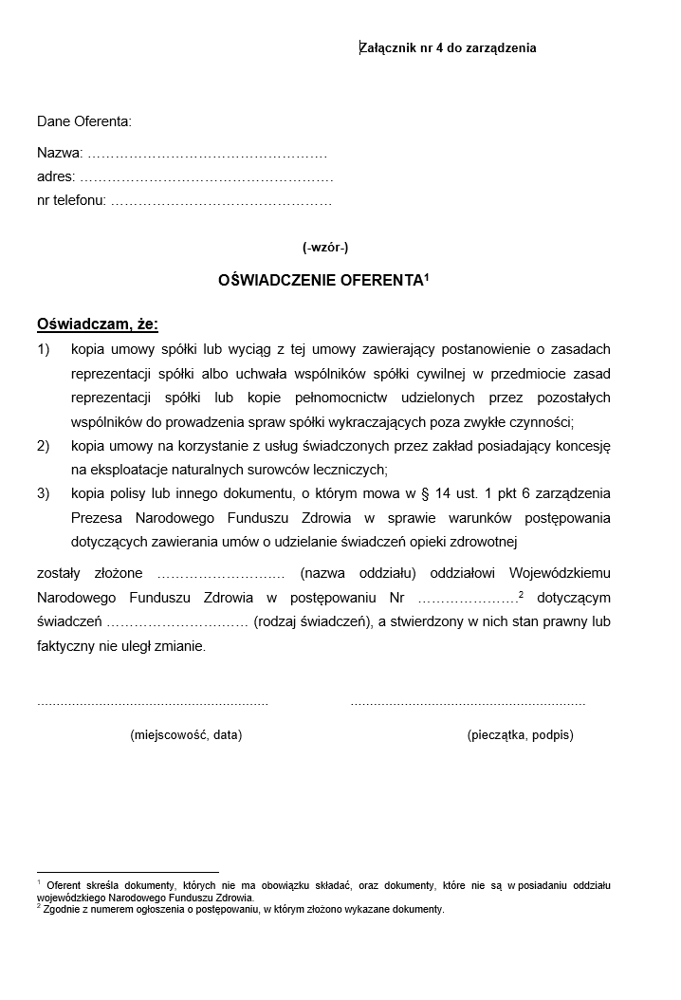 Załącznik nr 4 do zarządzenia
Dane Oferenta:
Nazwa: …………………………………………….
adres: ……………………………………………….
nr telefonu: …………………………………………
(-wzór-)
OŚWIADCZENIE OFERENTA¹
Oświadczam, że:
1) kopia umowy spółki lub wyciąg z tej umowy zawierający postanowienie o zasadach
reprezentacji spółki albo uchwała wspólników spółki cywilnej w przedmiocie zasad
reprezentacji spółki lub kopie pełnomocnictw udzielonych przez pozostałych
wspólników do prowadzenia spraw spółki wykraczających poza zwykłe czynności;
2) kopia umowy na korzystanie z usług świadczonych przez zakład posiadający koncesję
na eksploatacje naturalnych surowców leczniczych;
3) kopia polisy lub innego dokumentu, o którym mowa w § 14 ust. 1 pkt 6 zarządzenia
Prezesa Narodowego Funduszu Zdrowia w sprawie warunków postępowania
dotyczących zawierania umów o udzielanie świadczeń opieki zdrowotnej
zostały złożone ………………………. (nazwa oddziału) oddziałowi Wojewódzkiemu
Narodowego Funduszu Zdrowia w postępowaniu Nr ………………….² dotyczącym
świadczeń …………………………. (rodzaj świadczeń), a stwierdzony w nich stan prawny lub
faktyczny nie uległ zmianie.
............................................................. .............................................................
(miejscowość, data) (pieczątka, podpis)
¹ Oferent skreśla dokumenty, których nie ma obowiązku składać, oraz dokumenty, które nie są w posiadaniu oddziału
wojewódzkiego Narodowego Funduszu Zdrowia.
² Zgodnie z numerem ogłoszenia o postępowaniu, w którym złożono wykazane dokumenty.